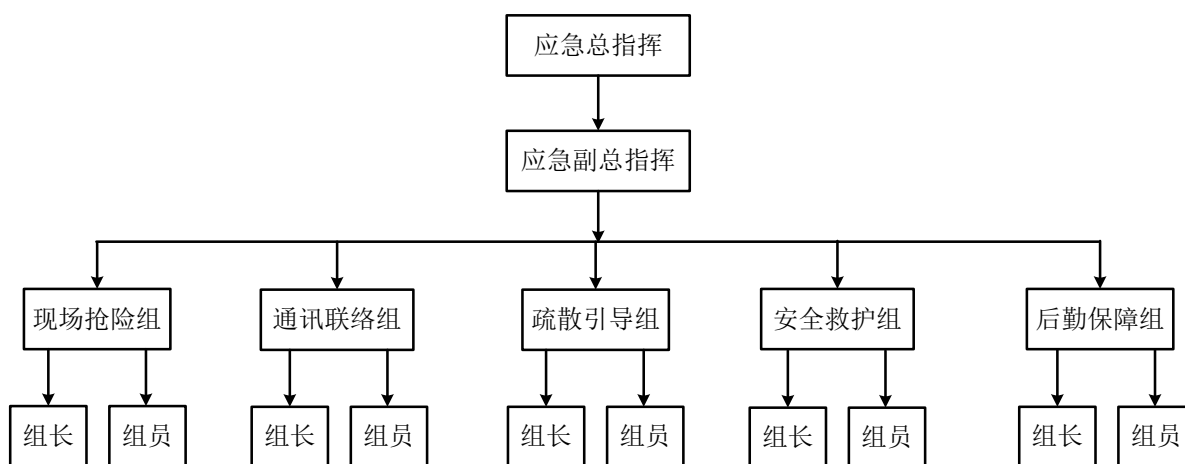 应急总指挥
应急副总指挥
现场抢险组
通讯联络组
疏散引导组
安全救护组
后勤保障组
组长
组员
组长
组员
组长
组员
组长
组员
组长
组员